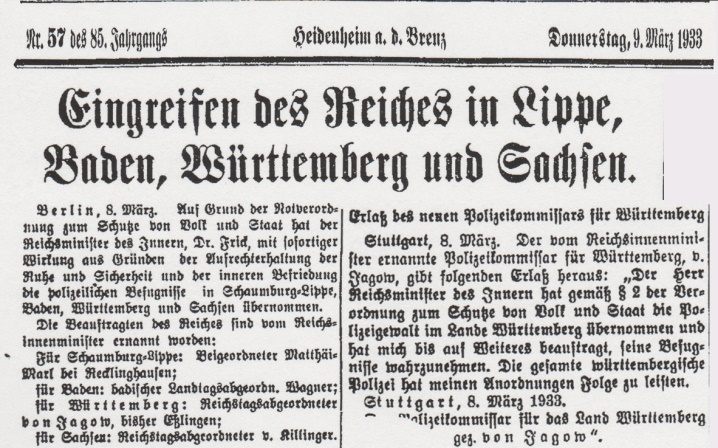 Nr. 57 des 85. Jahrgangs
Heidenheim a. d. Brenz
Donnerstag, 9. März 1933
Eingreifen des Reiches in Lippe,
Baden, Württemberg und Sachsen.
Berlin, 8. März. Auf Grund der Notverord-
nung zum Schutze von Volk und Staat hat der
Reichsminister des Innern, Dr. Frick, mit sofortiger
Wirkung aus Gründen der Aufrechterhaltung der
Ruhe und Sicherheit und der inneren Befriedung
die polizeilichen Befugnisse in Schaumburg-Lippe,
Baden, Württemberg und Sachsen übernommen.
Die Beauftragten des Reiches sind vom Reichs-
innenminister ernannt worden:
Für Schaumburg-Lippe: Beigeordneter Matthäi-
Marl bei Recklinghausen;
für Baden: badischer Landtagsabgeordn. Wagner;
für Württemberg: Reichstagsabgeordneter
von Jagow, bisher Eßlingen;
für Sachsen: Reichstagsabgeordneter v. Killinger.
Erlaß des neuen Polizeikommissars für Württemberg
Stuttgart, 8. März. Der vom Reichsinnenmini-
ster ernannte Polizeikommissar für Württemberg, v.
Jagow, gibt folgenden Erlaß heraus: „Der Herr
Reichsminister des Innern hat gemäß § 2 der Ver-
ordnung zum Schutze von Volk und Staat die Po-
lizeigewalt im Lande Württemberg übernommen und
hat mich bis auf Weiteres beauftragt, seine Befug-
nisse wahrzunehmen. Die gesamte württembergische
Polizei hat meinen Anordnungen Folge zu leisten.
Stuttgart, 8. März 1933.
Polizeikommissar für das Land Württemberg
gez. von Jagow“.